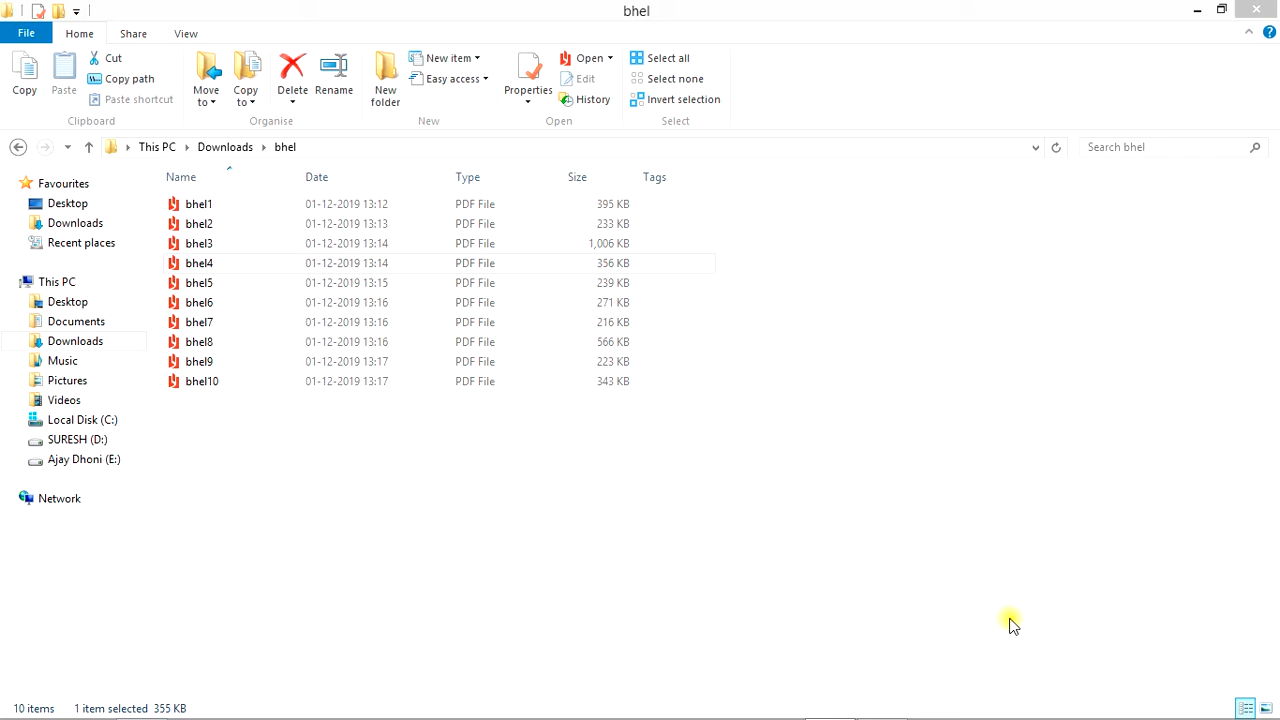 bhel
File Home Share View
Copy Paste Cut Copy path Paste shortcut Move to Copy to Delete Rename New folder New item Easy access Properties Open Edit History Select all Select none Invert selection
Clipboard Organise New Open Select
This PC Downloads bhel Search bhel
Name Date Type Size Tags
Favourites
Desktop
Downloads
Recent places
This PC
Desktop
Documents
Downloads
Music
Pictures
Videos
Local Disk (C:)
SURESH (D:)
Ajay Dhoni (E:)
Network
bhel1 01-12-2019 13:12 PDF File 395 KB
bhel2 01-12-2019 13:13 PDF File 233 KB
bhel3 01-12-2019 13:14 PDF File 1,006 KB
bhel4 01-12-2019 13:14 PDF File 356 KB
bhel5 01-12-2019 13:15 PDF File 239 KB
bhel6 01-12-2019 13:16 PDF File 271 KB
bhel7 01-12-2019 13:16 PDF File 216 KB
bhel8 01-12-2019 13:16 PDF File 566 KB
bhel9 01-12-2019 13:17 PDF File 223 KB
bhel10 01-12-2019 13:17 PDF File 343 KB
10 items 1 item selected 355 KB